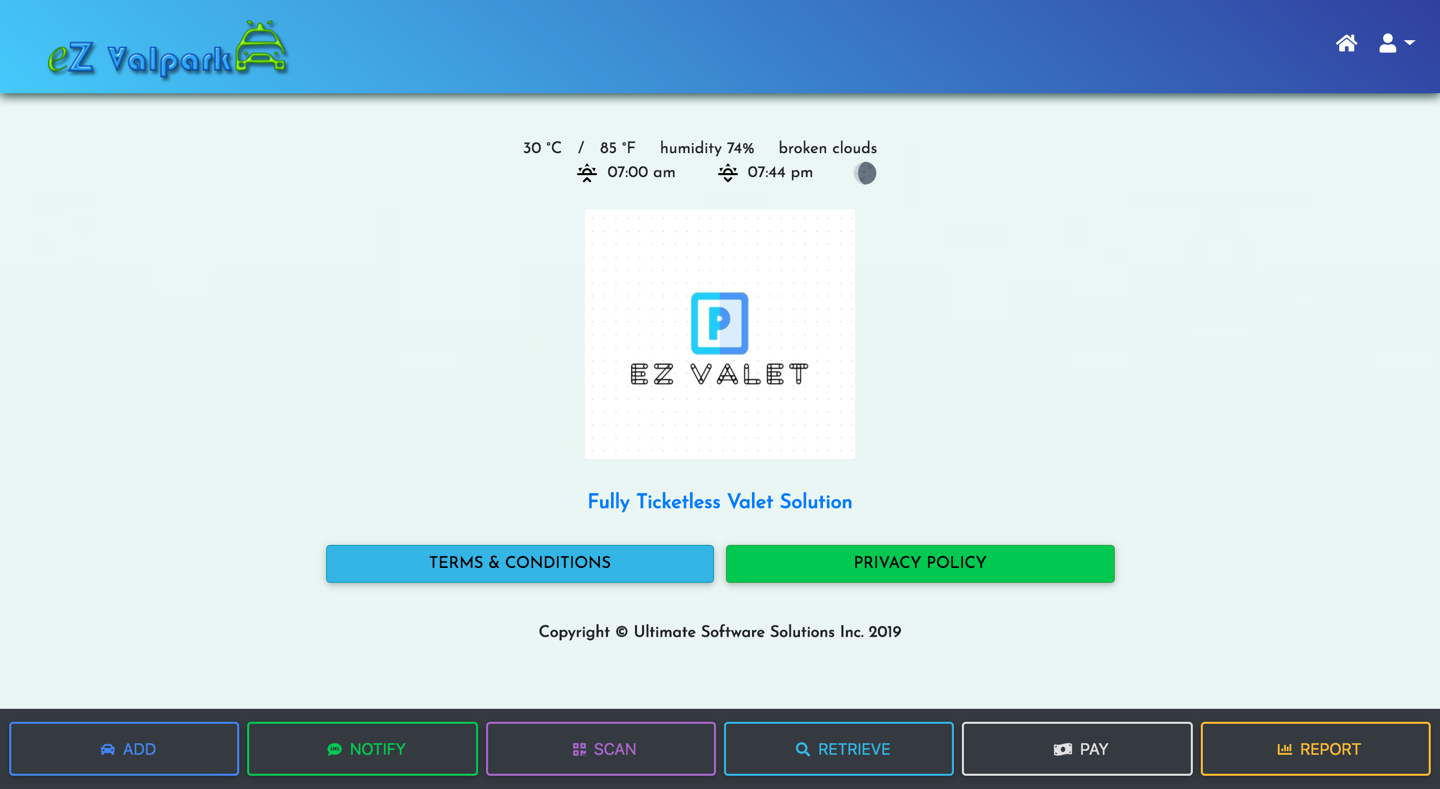 eZ Valpark
30 °C / 85 °F humidity 74% broken clouds
07:00 am 07:44 pm
P
EZ VALET
Fully Ticketless Valet Solution
TERMS & CONDITIONS PRIVACY POLICY
Copyright © Ultimate Software Solutions Inc. 2019
ADD NOTIFY SCAN RETRIEVE PAY REPORT